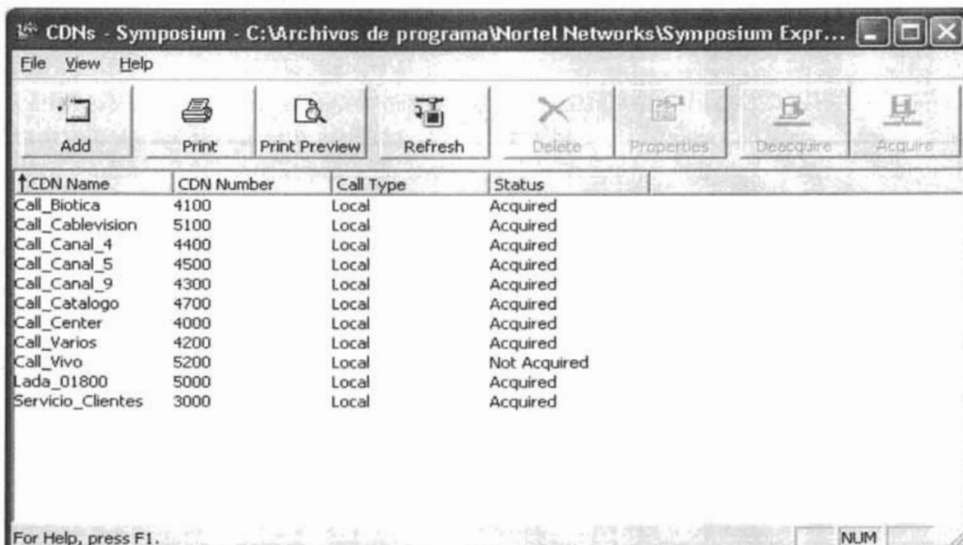 CDNs - Symposium - C:\Archivos de programa\Nortel Networks\Symposium Expr...
File View Help
Add Print Print Preview Refresh Delete Properties Deacquire Acquire
CDN Name CDN Number Call Type Status
Call_Biotica 4100 Local Acquired
Call_Cablevision 5100 Local Acquired
Call_Canal_4 4400 Local Acquired
Call_Canal_5 4500 Local Acquired
Call_Canal_9 4300 Local Acquired
Call_Catalogo 4700 Local Acquired
Call_Center 4000 Local Acquired
Call_Varios 4200 Local Acquired
Call_Vivo 5200 Local Not Acquired
Lada_01800 5000 Local Acquired
Servicio_Clientes 3000 Local Acquired
For Help, press F1. NUM